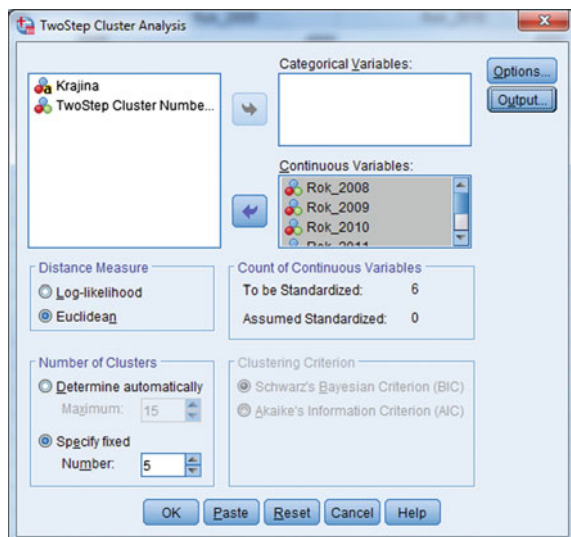 TwoStep Cluster Analysis
Categorical Variables:
Options...
Output...
Krajina
TwoStep Cluster Numbe...
Continuous Variables:
Rok_2008
Rok_2009
Rok_2010
Rok_2011
Distance Measure
Log-likelihood
Euclidean
Count of Continuous Variables
To be Standardized: 6
Assumed Standardized: 0
Number of Clusters
Determine automatically
Maximum: 15
Specify fixed
Number: 5
Clustering Criterion
Schwarz's Bayesian Criterion (BIC)
Akaike's Information Criterion (AIC)
OK Paste Reset Cancel Help